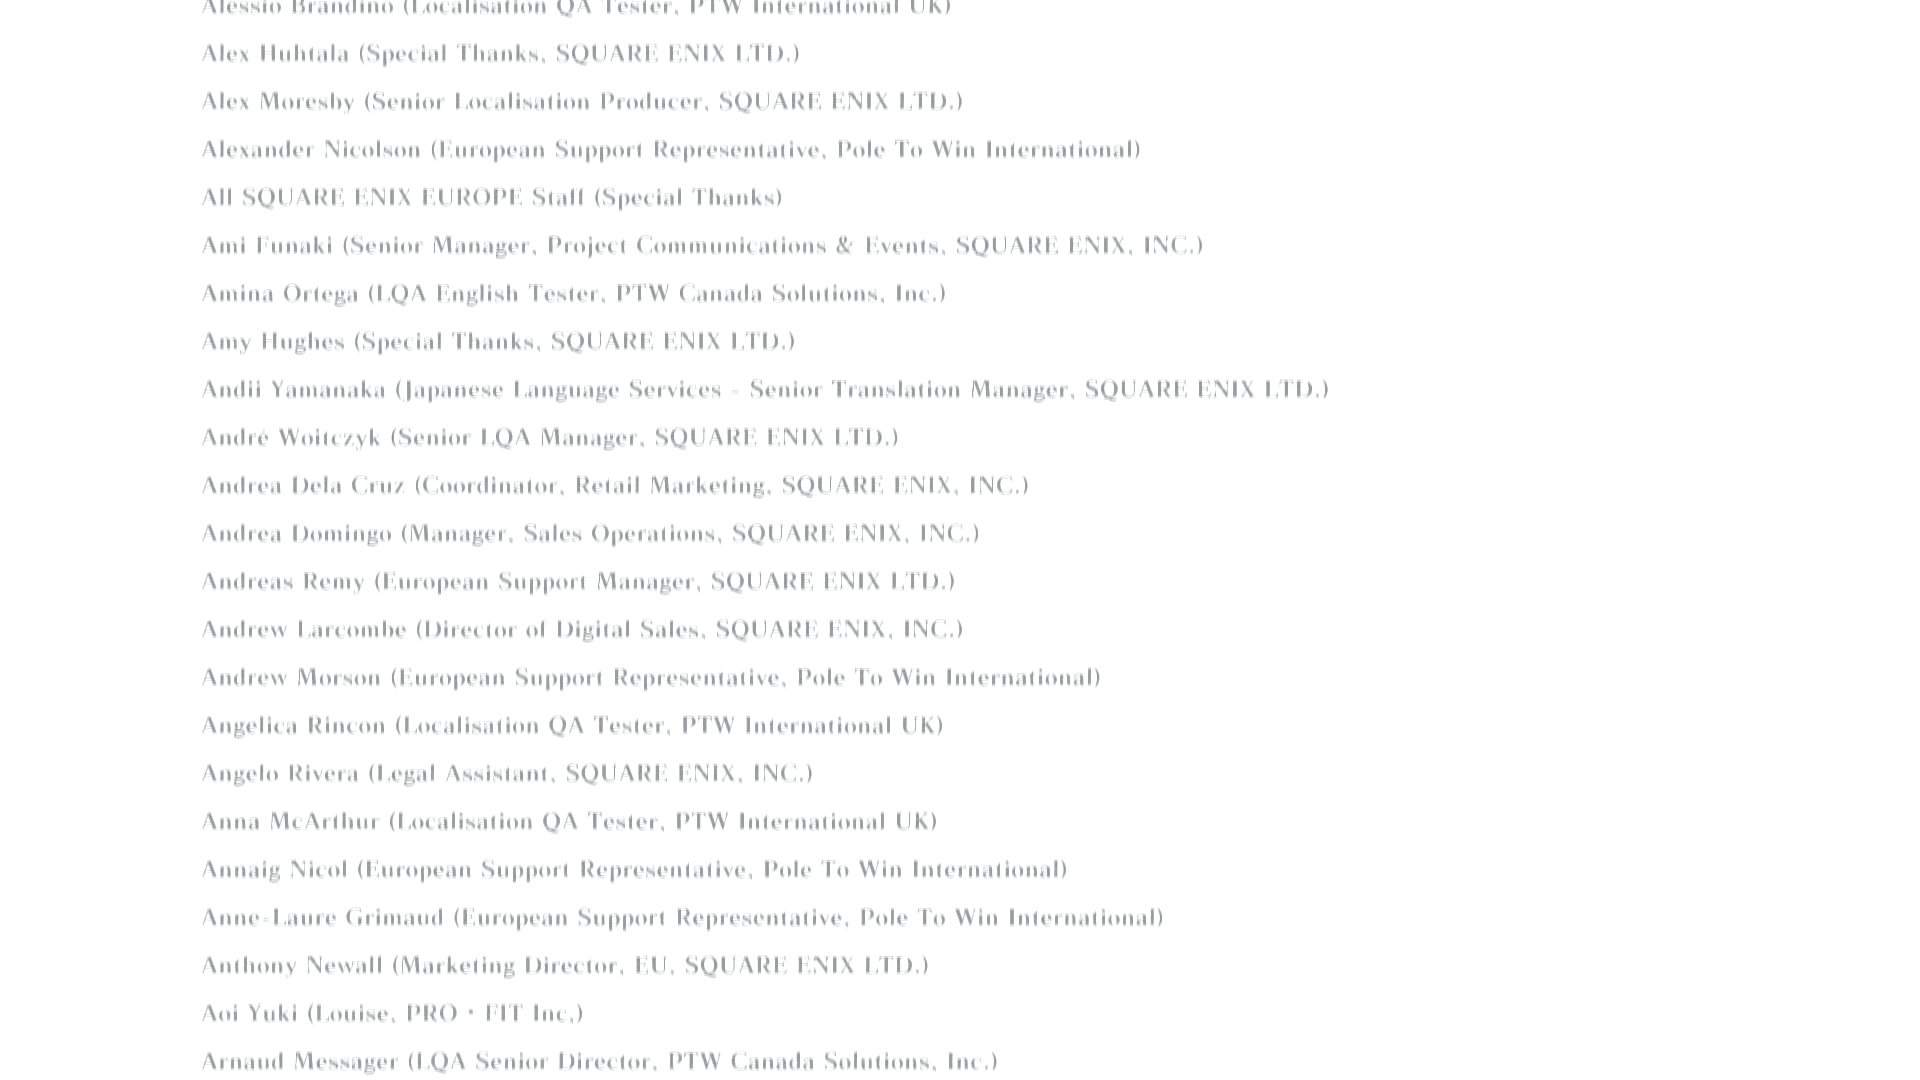 Alessio Brandino (Localisation QA Tester, PTW International UK)
Alex Huhtala (Special Thanks, SQUARE ENIX LTD.)
Alex Moresby (Senior Localisation Producer, SQUARE ENIX LTD.)
Alexander Nicolson (European Support Representative, Pole To Win International)
All SQUARE ENIX EUROPE Staff (Special Thanks)
Ami Funaki (Senior Manager, Project Communications & Events, SQUARE ENIX, INC.)
Amina Ortega (LQA English Tester, PTW Canada Solutions, Inc.)
Amy Hughes (Special Thanks, SQUARE ENIX LTD.)
Andii Yamanaka (Japanese Language Services - Senior Translation Manager, SQUARE ENIX LTD.)
André Woitczyk (Senior LQA Manager, SQUARE ENIX LTD.)
Andrea Dela Cruz (Coordinator, Retail Marketing, SQUARE ENIX, INC.)
Andrea Domingo (Manager, Sales Operations, SQUARE ENIX, INC.)
Andreas Remy (European Support Manager, SQUARE ENIX LTD.)
Andrew Larcombe (Director of Digital Sales, SQUARE ENIX, INC.)
Andrew Morson (European Support Representative, Pole To Win International)
Angelica Rincon (Localisation QA Tester, PTW International UK)
Angelo Rivera (Legal Assistant, SQUARE ENIX, INC.)
Anna McArthur (Localisation QA Tester, PTW International UK)
Annaig Nicol (European Support Representative, Pole To Win International)
Anne-Laure Grimaud (European Support Representative, Pole To Win International)
Anthony Newall (Marketing Director, EU, SQUARE ENIX LTD.)
Aoi Yuki (Louise, PRO・FIT Inc,)
Arnaud Messager (LQA Senior Director, PTW Canada Solutions, Inc.)